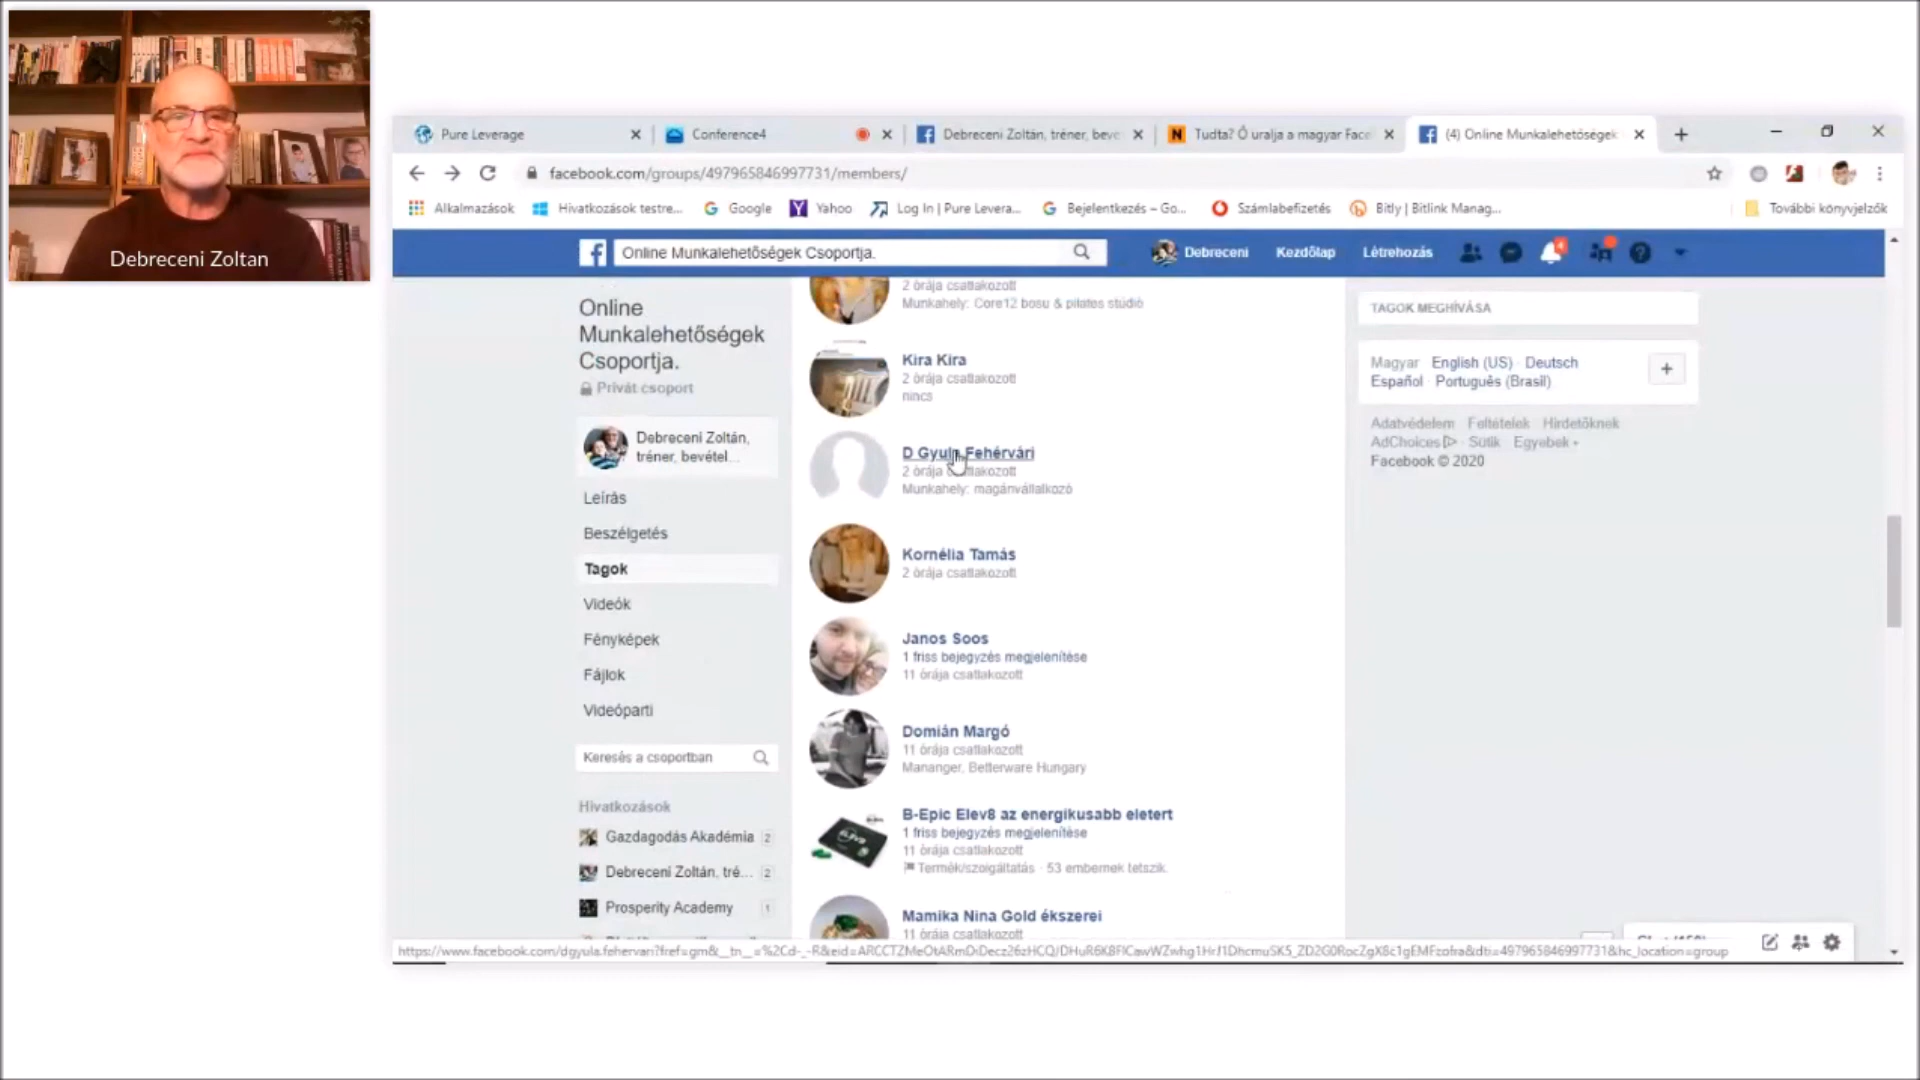 Debreceni Zoltan
Pure Leverage
Conference4
Debreceni Zoltán, tréner, beve
Tudta? Ő uralja a magyar Face
(4) Online Munkalehetőségek
facebook.com/groups/497965846997731/members/
Alkalmazások
Hivatkozások testre...
Google
Yahoo
Log In | Pure Levera...
Bejelentkezés – Go...
Számlabefizetés
Bitly | Bitlink Manag...
További könyvjelzők
Online Munkalehetőségek Csoportja.
Debreceni
Kezdőlap
Létrehozás
Online
Munkalehetőségek
Csoportja.
Privát csoport
Debreceni Zoltán,
tréner, bevétel...
Leírás
Beszélgetés
Tagok
Videók
Fényképek
Fájlok
Videóparti
Keresés a csoportban
Hivatkozások
Gazdagodás Akadémia 2
Debreceni Zoltán, tré... 2
Prosperity Academy 1
2 órája csatlakozott
Munkahely: Core12 bosu & pilates stúdió
Kira Kira
2 órája csatlakozott
nincs
D Gyula Fehérvári
2 órája csatlakozott
Munkahely: magánvállalkozó
Kornélia Tamás
2 órája csatlakozott
Janos Soos
1 friss bejegyzés megjelenítése
11 órája csatlakozott
Domián Margó
11 órája csatlakozott
Mananger, Betterware Hungary
B-Epic Elev8 az energikusabb eletert
1 friss bejegyzés megjelenítése
11 órája csatlakozott
Termék/szolgáltatás · 53 embernek tetszik.
Mamika Nina Gold ékszerei
11 órája csatlakozott
TAGOK MEGHÍVÁSA
Magyar · English (US) · Deutsch
Español · Português (Brasil)
Adatvédelem · Feltételek · Hirdetőknek
AdChoices · Sütik · Egyebek
Facebook © 2020